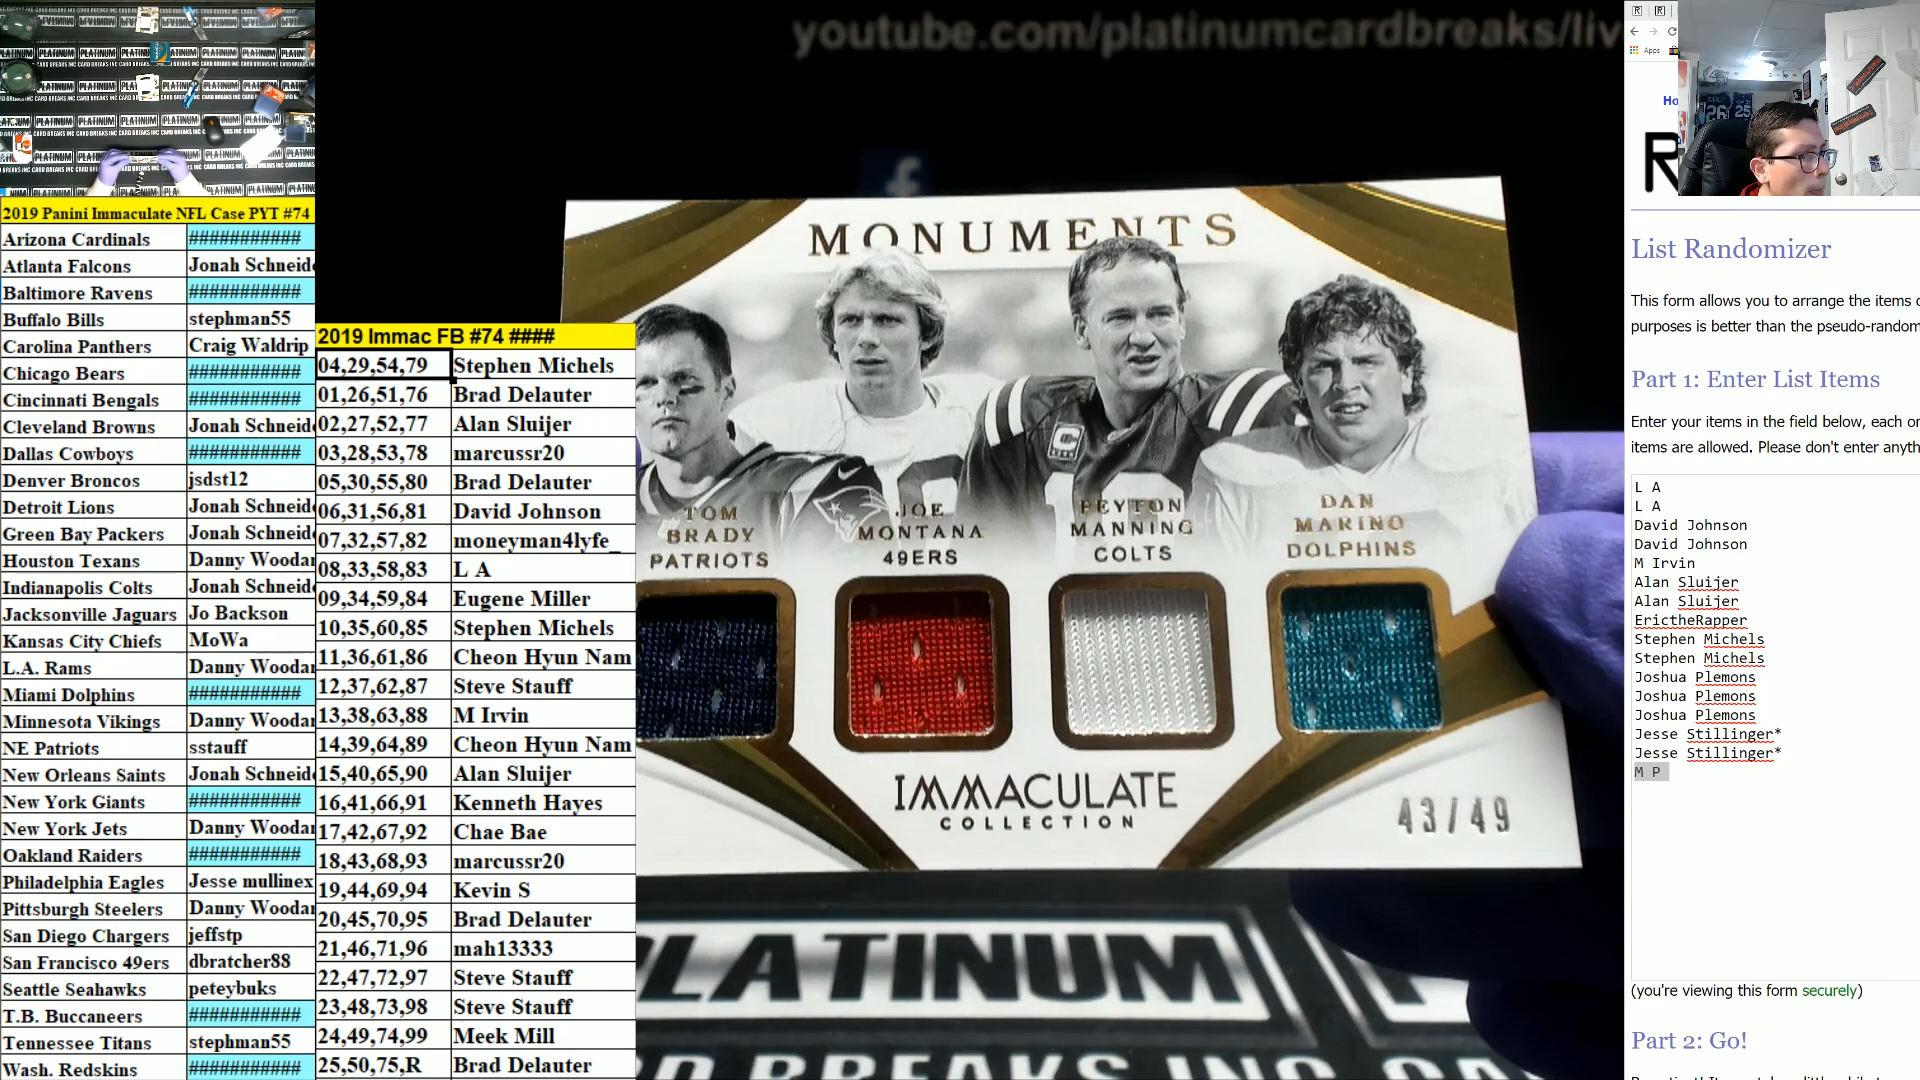 youtube.com/platinumcardbreaks/liv
2019 Panini Immaculate NFL Case PYT #74
Arizona Cardinals ###########
Atlanta Falcons Jonah Schneid
Baltimore Ravens ###########
Buffalo Bills stephman55
Carolina Panthers Craig Waldrip
Chicago Bears ###########
Cincinnati Bengals ###########
Cleveland Browns Jonah Schneid
Dallas Cowboys ###########
Denver Broncos jsdst12
Detroit Lions Jonah Schneid
Green Bay Packers Jonah Schneid
Houston Texans Danny Woodar
Indianapolis Colts Jonah Schneid
Jacksonville Jaguars Jo Backson
Kansas City Chiefs MoWa
L.A. Rams Danny Woodar
Miami Dolphins ###########
Minnesota Vikings Danny Woodar
NE Patriots sstauff
New Orleans Saints Jonah Schneid
New York Giants ###########
New York Jets Danny Woodar
Oakland Raiders ###########
Philadelphia Eagles Jesse mullinex
Pittsburgh Steelers Danny Woodar
San Diego Chargers jeffstp
San Francisco 49ers dbratcher88
Seattle Seahawks peteybuks
T.B. Buccaneers ###########
Tennessee Titans stephman55
Wash. Redskins ###########
2019 Immac FB #74 ####
04,29,54,79 Stephen Michels
01,26,51,76 Brad Delauter
02,27,52,77 Alan Sluijer
03,28,53,78 marcussr20
05,30,55,80 Brad Delauter
06,31,56,81 David Johnson
07,32,57,82 moneyman4lyfe_
08,33,58,83 L A
09,34,59,84 Eugene Miller
10,35,60,85 Stephen Michels
11,36,61,86 Cheon Hyun Nam
12,37,62,87 Steve Stauff
13,38,63,88 M Irvin
14,39,64,89 Cheon Hyun Nam
15,40,65,90 Alan Sluijer
16,41,66,91 Kenneth Hayes
17,42,67,92 Chae Bae
18,43,68,93 marcussr20
19,44,69,94 Kevin S
20,45,70,95 Brad Delauter
21,46,71,96 mah13333
22,47,72,97 Steve Stauff
23,48,73,98 Steve Stauff
24,49,74,99 Meek Mill
25,50,75,R Brad Delauter
MONUMENTS
TOM
BRADY
PATRIOTS
JOE
MONTANA
49ERS
PEYTON
MANNING
COLTS
DAN
MARINO
DOLPHINS
IMMACULATE
COLLECTION
43/49
PLATINUM
Apps
Ho
R
List Randomizer
This form allows you to arrange the items
purposes is better than the pseudo-random
Part 1: Enter List Items
Enter your items in the field below, each
items are allowed. Please don't enter anyth
L A
L A
David Johnson
David Johnson
M Irvin
Alan Sluijer
Alan Sluijer
ErictheRapper
Stephen Michels
Stephen Michels
Joshua Plemons
Joshua Plemons
Joshua Plemons
Jesse Stillinger*
Jesse Stillinger*
M P
(you're viewing this form securely)
Part 2: Go!